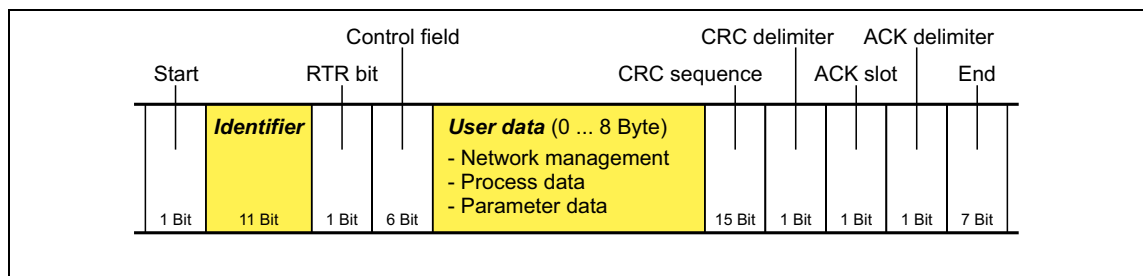 Control field CRC delimiter ACK delimiter
Start RTR bit CRC sequence ACK slot End
Identifier User data (0 ... 8 Byte)
- Network management
- Process data
- Parameter data
1 Bit 11 Bit 1 Bit 6 Bit 15 Bit 1 Bit 1 Bit 1 Bit 7 Bit